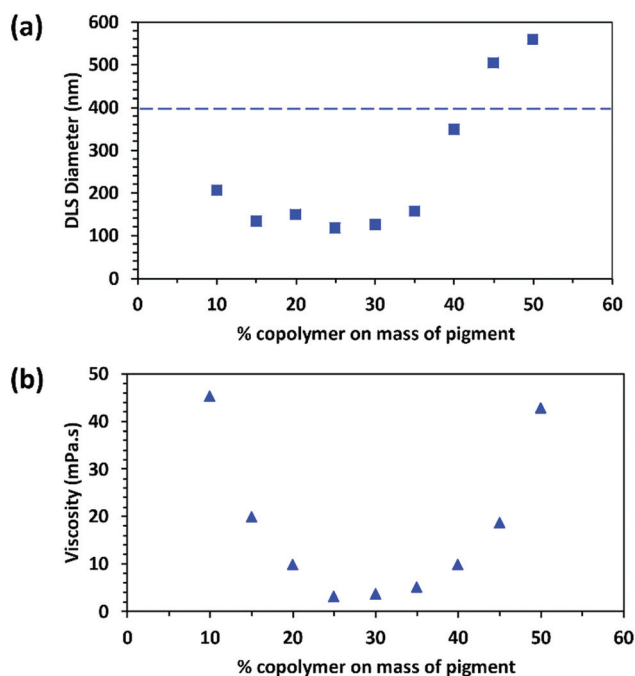 (a)
600
500
400
300
200
100
0
0 10 20 30 40 50 60
DLS Diameter (nm)
% copolymer on mass of pigment
(b)
50
40
30
20
10
0
0 10 20 30 40 50 60
Viscosity (mPa.s)
% copolymer on mass of pigment